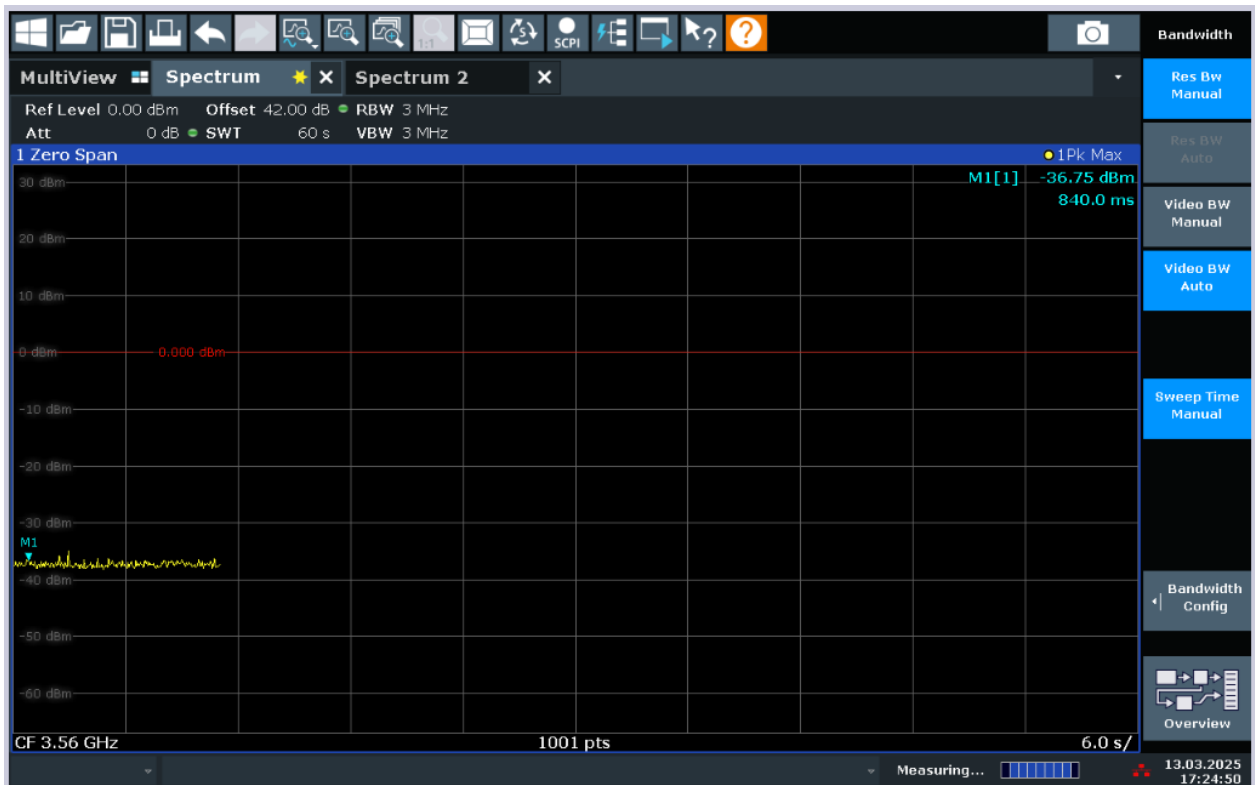 1:1
SCPI
?
?
Bandwidth
MultiView
Spectrum
Spectrum 2
Ref Level 0.00 dBm Offset 42.00 dB RBW 3 MHz
Att 0 dB SWT 60 s VBW 3 MHz
1 Zero Span
1Pk Max
M1[1] -36.75 dBm
840.0 ms
30 dBm
20 dBm
10 dBm
0 dBm
0.000 dBm
-10 dBm
-20 dBm
-30 dBm
M1
-40 dBm
-50 dBm
-60 dBm
CF 3.56 GHz
1001 pts
6.0 s/
Res Bw
Manual
Res BW
Auto
Video BW
Manual
Video BW
Auto
Sweep Time
Manual
Bandwidth
Config
Overview
Measuring...
13.03.2025
17:24:50